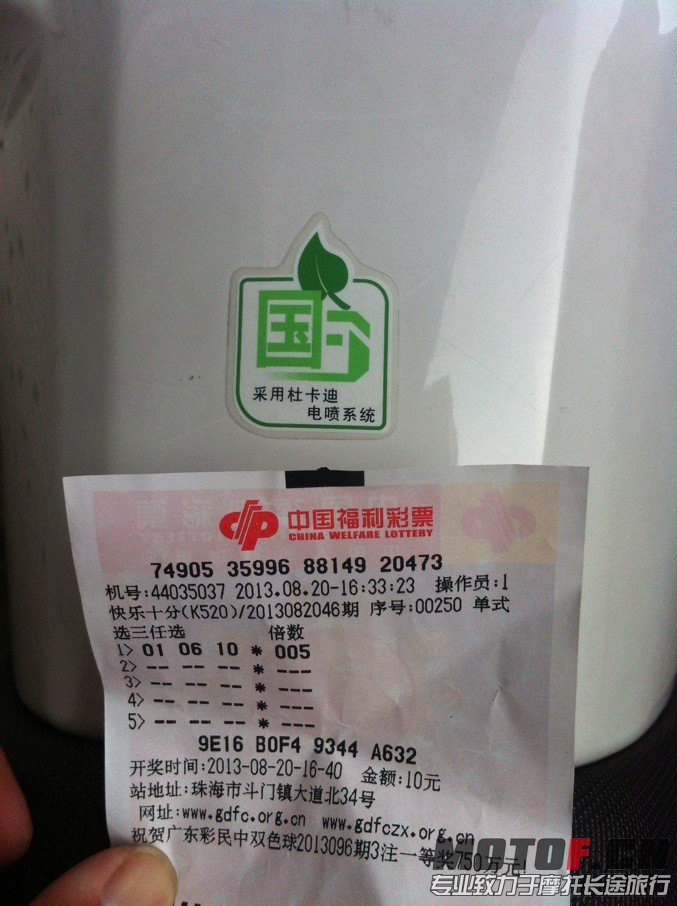 国
采用杜卡迪
电喷系统
中国福利彩票
CHINA WELFARE LOTTERY
74905 35996 88149 20473
机号:44035037 2013.08.20-16:33:23 操作员:1
快乐十分(K520)/2013082046期 序号:00250 单式
选三任选 倍数
1> 01 06 10 * 005
2> -- -- -- * ---
3> -- -- -- * ---
4> -- -- -- * ---
5> -- -- -- * ---
9E16 B0F4 9344 A632
开奖时间:2013-08-20-16-40 金额:10元
站地址:珠海市斗门镇大道北34号
网址:www.gdfc.org.cn www.gdfczx.org.cn
祝贺广东彩民中双色球2013096期3注一等奖750万元!
MOTOF.CN
专业致力于摩托长途旅行